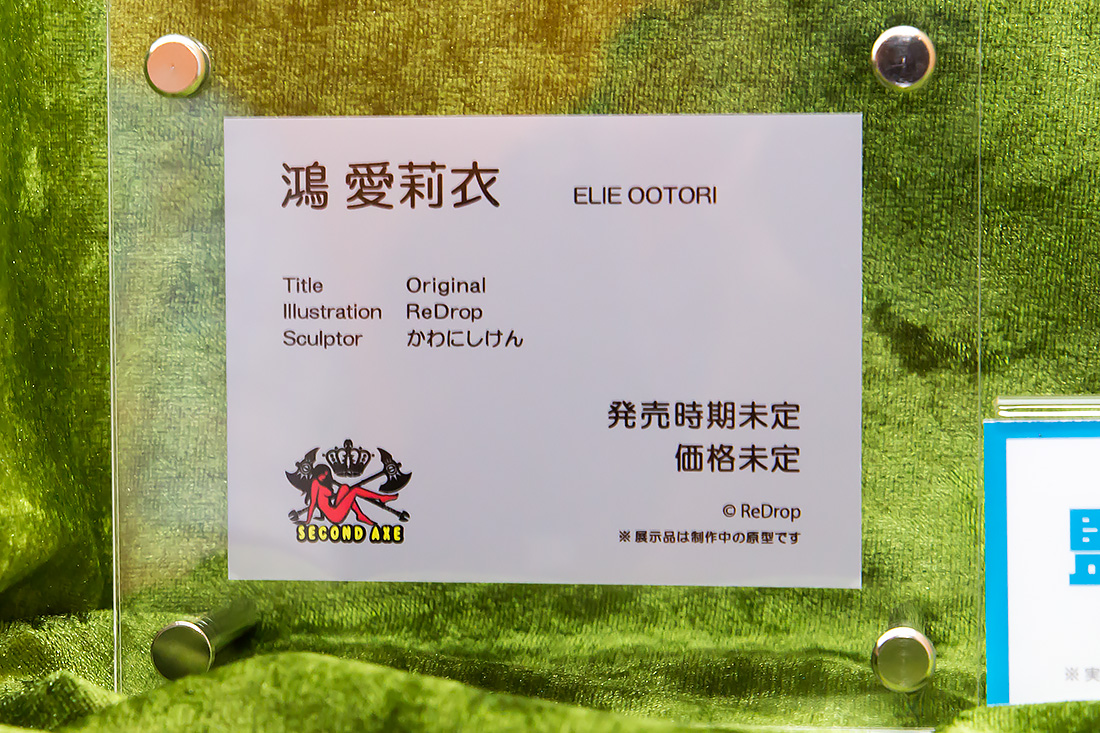 鴻 愛莉衣 ELIE OOTORI
Title Original
Illustration ReDrop
Sculptor かわにしけん
発売時期未定
価格未定
© ReDrop
※展示品は制作中の原型です
SECOND AXE
※実